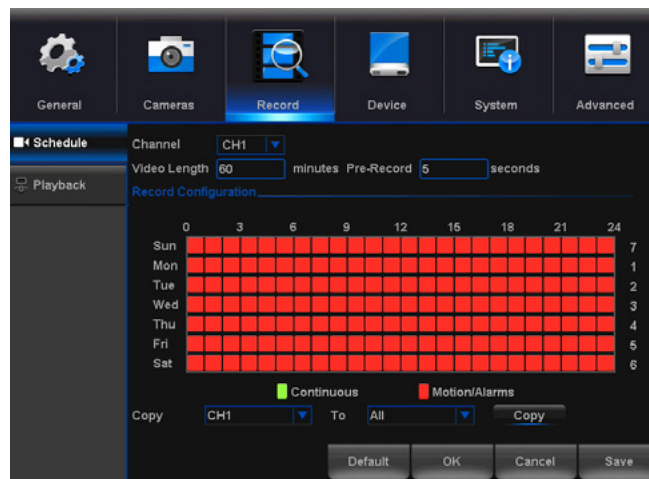 General Cameras Record Device System Advanced
Schedule
Playback
Channel CH1
Video Length 60 minutes Pre-Record 5 seconds
Record Configuration
0 3 6 9 12 15 18 21 24
Sun 7
Mon 1
Tue 2
Wed 3
Thu 4
Fri 5
Sat 6
Continuous Motion/Alarms
Copy CH1 To All Copy
Default OK Cancel Save